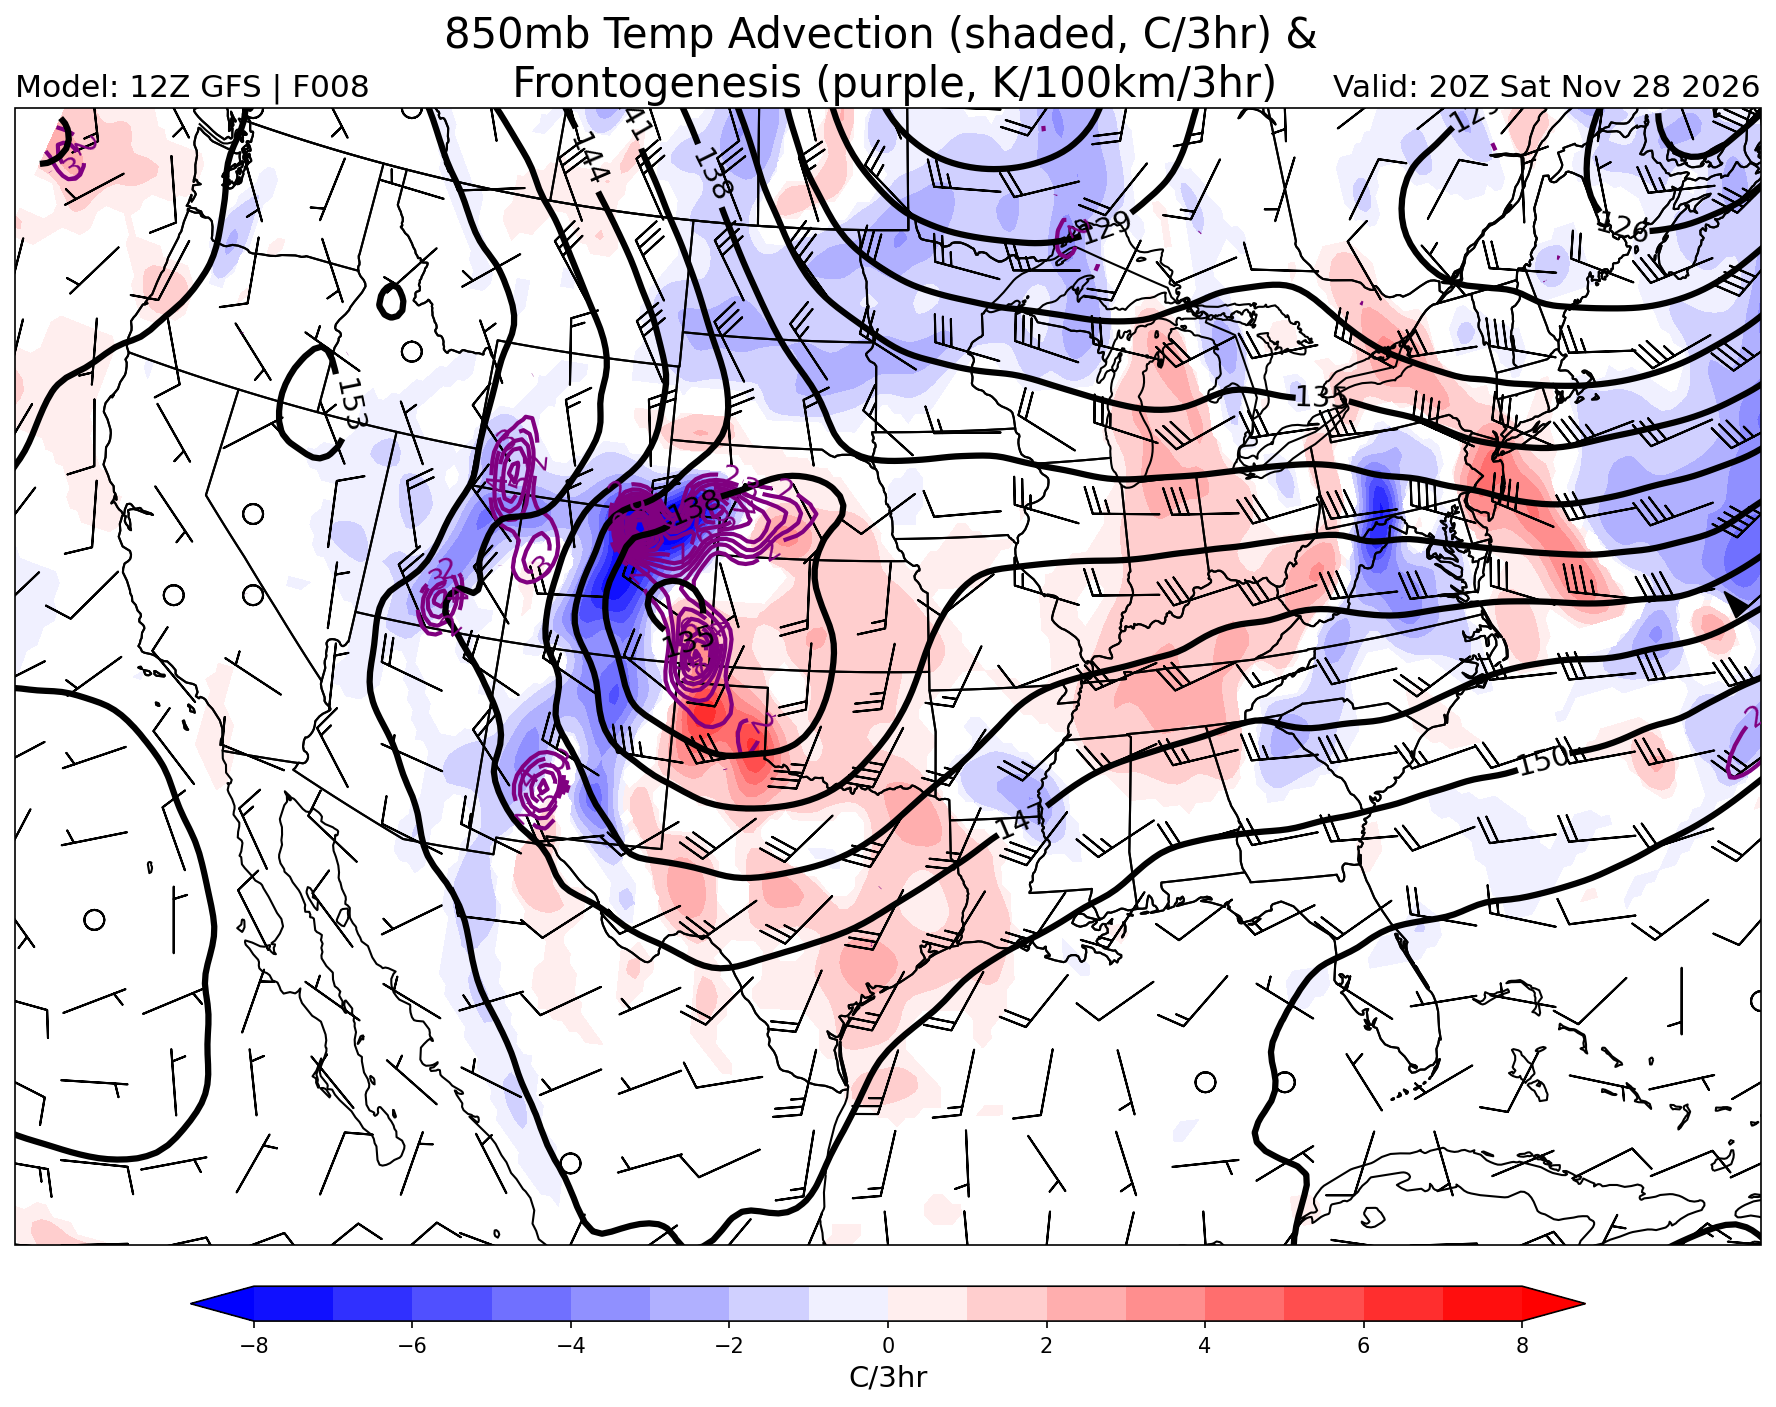 850mb Temp Advection (shaded, C/3hr) &
Frontogenesis (purple, K/100km/3hr)
Model: 12Z GFS | F008
Valid: 20Z Sat Nov 28 2026
144
138
129
126
153
135
138
135
150
147
−8 −6 −4 −2 0 2 4 6 8
C/3hr